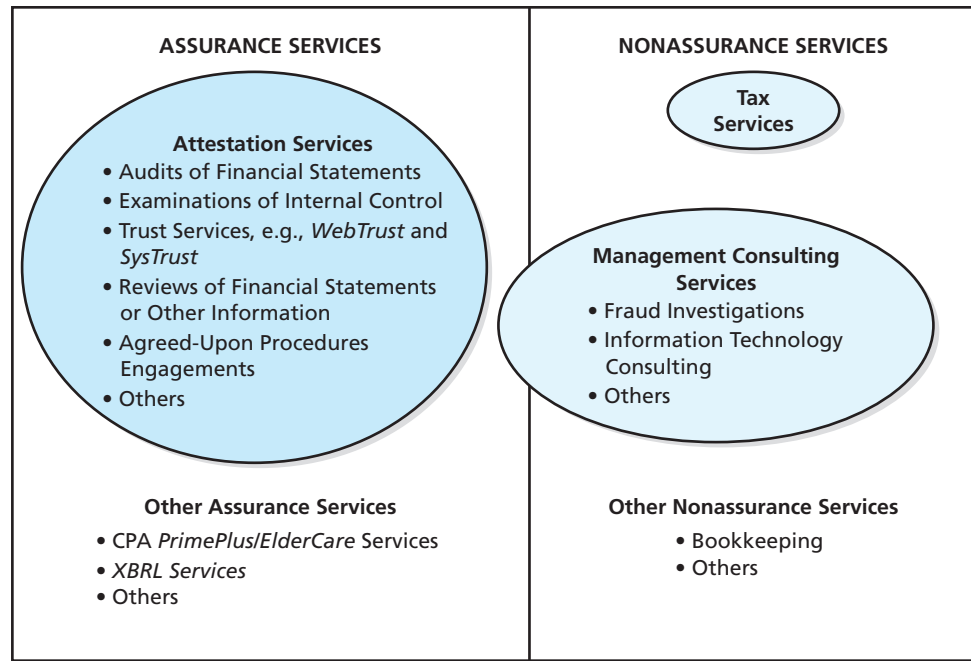 ASSURANCE SERVICES
Attestation Services
• Audits of Financial Statements
• Examinations of Internal Control
• Trust Services, e.g., WebTrust and
SysTrust
• Reviews of Financial Statements
or Other Information
• Agreed-Upon Procedures
Engagements
• Others
Other Assurance Services
• CPA PrimePlus/ElderCare Services
• XBRL Services
• Others
NONASSURANCE SERVICES
Tax
Services
Management Consulting
Services
• Fraud Investigations
• Information Technology
Consulting
• Others
Other Nonassurance Services
• Bookkeeping
• Others